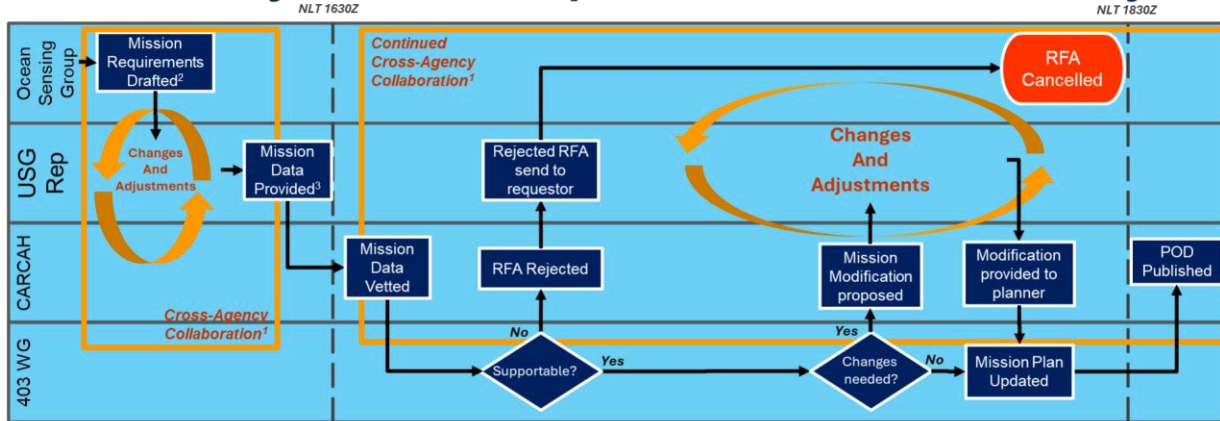 NLT 1630Z
NLT 1830Z
Ocean
Sensing
Group
Mission
Requirements
Drafted²
Continued
Cross-Agency
Collaboration¹
RFA
Cancelled
USG
Rep
Changes
And
Adjustments
Mission
Data
Provided³
Rejected RFA
send to
requestor
Changes
And
Adjustments
CARCAH
Mission
Data
Vetted
RFA Rejected
Mission
Modification
proposed
Modification
provided to
planner
POD
Published
Cross-Agency
Collaboration¹
No
Yes
403 WG
Supportable?
Yes
Changes
needed?
No
Mission Plan
Updated